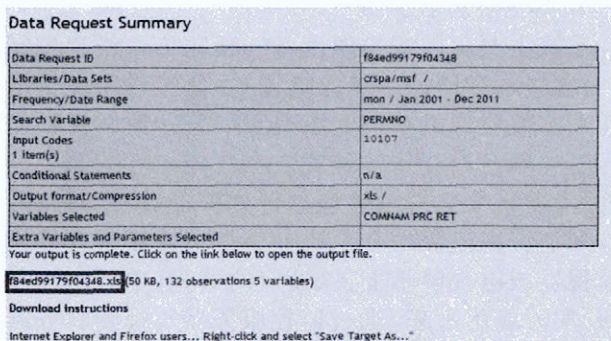 Data Request Summary
Data Request ID f84ed99179f04348
Libraries/Data Sets crspa/msf /
Frequency/Date Range mon / Jan 2001 - Dec 2011
Search Variable PERMNO
Input Codes 10107
1 item(s)
Conditional Statements n/a
Output format/Compression xls /
Variables Selected COMNAM PRC RET
Extra Variables and Parameters Selected
Your output is complete. Click on the link below to open the output file.
f84ed99179f04348.xls (50 KB, 132 observations 5 variables)
Download instructions
Internet Explorer and Firefox users... Right-click and select "Save Target As..."